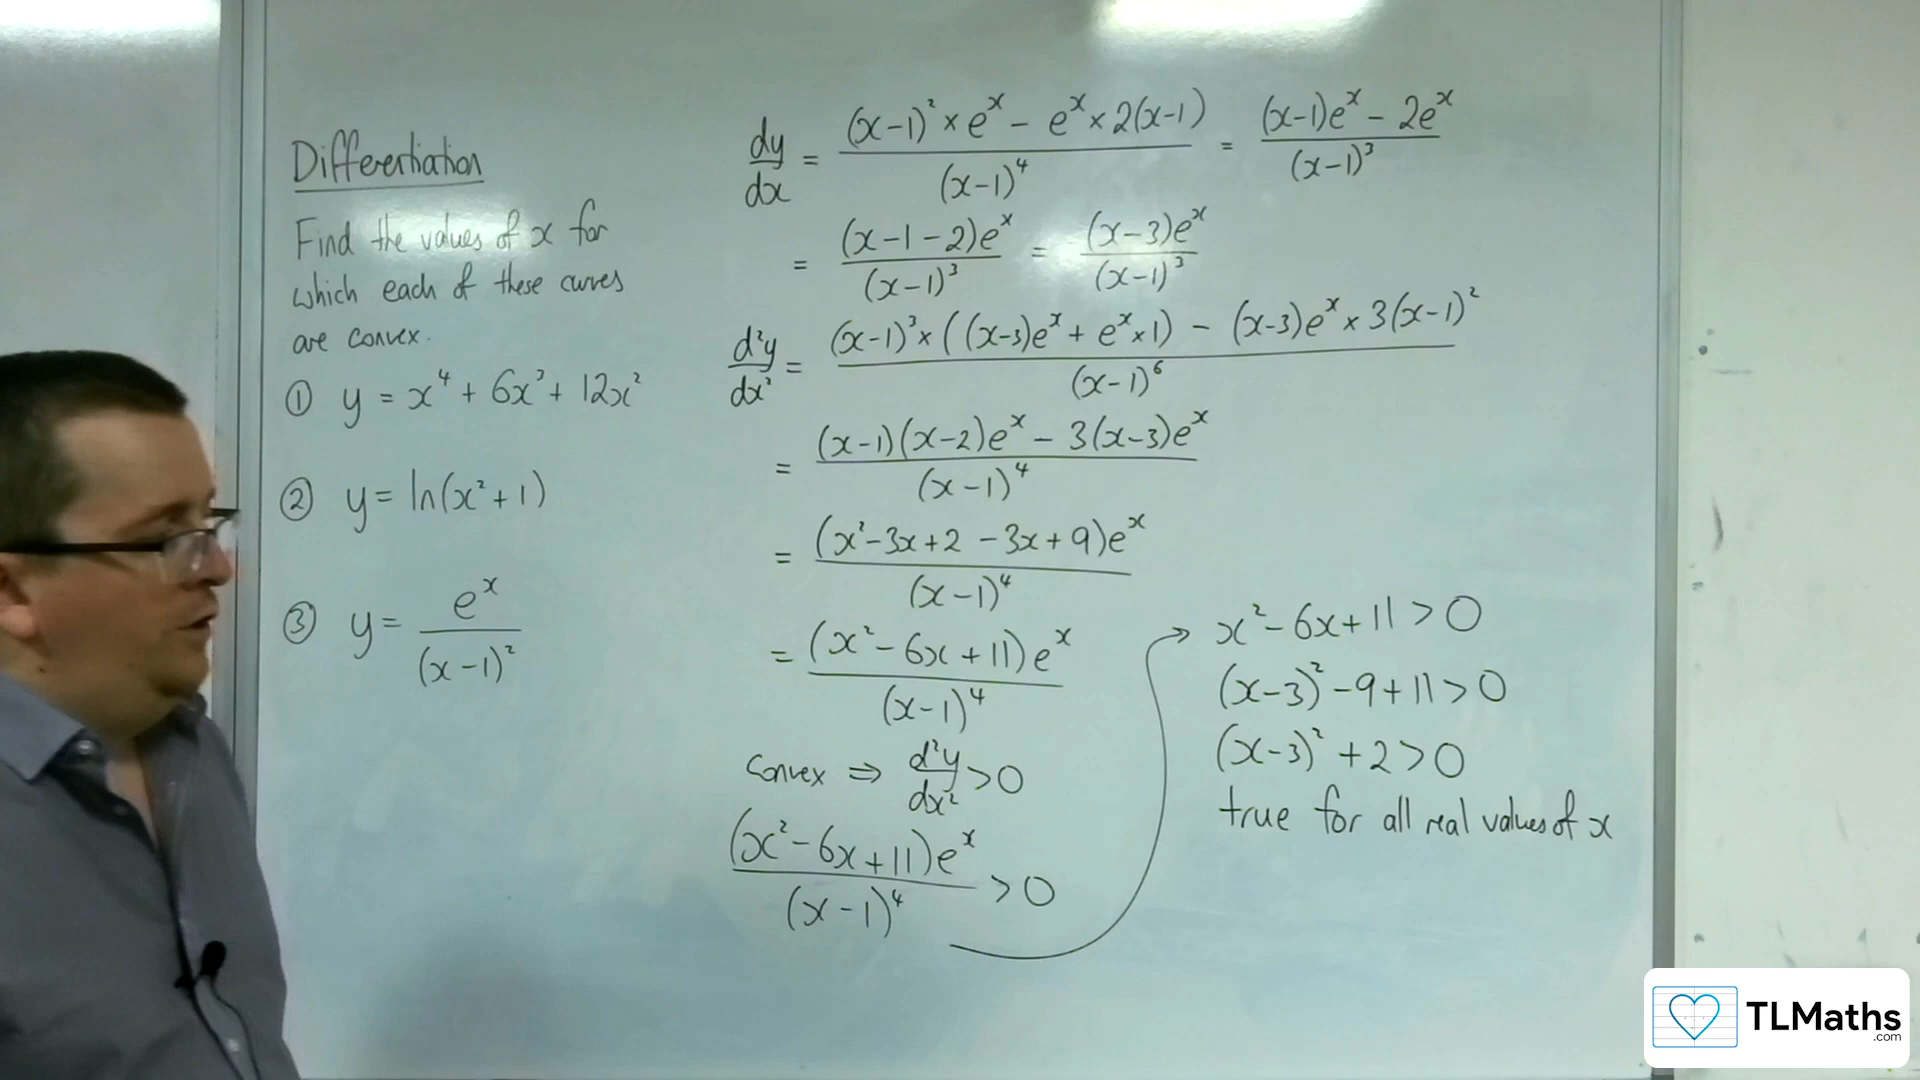 Differentiation
Find the values of x for
which each of these curves
are convex.
① y = x⁴ + 6x³ + 12x²
② y = ln(x² + 1)
③ y = eˣ / (x-1)²
dy/dx = ((x-1)² × eˣ - eˣ × 2(x-1)) / (x-1)⁴ = ((x-1)eˣ - 2eˣ) / (x-1)³
= ((x-1-2)eˣ) / (x-1)³ = ((x-3)eˣ) / (x-1)³
d²y/dx² = ((x-1)³ × ((x-3)eˣ + eˣ × 1) - (x-3)eˣ × 3(x-1)²) / (x-1)⁶
= ((x-1)(x-2)eˣ - 3(x-3)eˣ) / (x-1)⁴
= ((x² - 3x + 2 - 3x + 9)eˣ) / (x-1)⁴
= ((x² - 6x + 11)eˣ) / (x-1)⁴
Convex ⇒ d²y/dx² > 0
((x² - 6x + 11)eˣ) / (x-1)⁴ > 0
→ x² - 6x + 11 > 0
(x-3)² - 9 + 11 > 0
(x-3)² + 2 > 0
true for all real values of x
TLMaths
.com